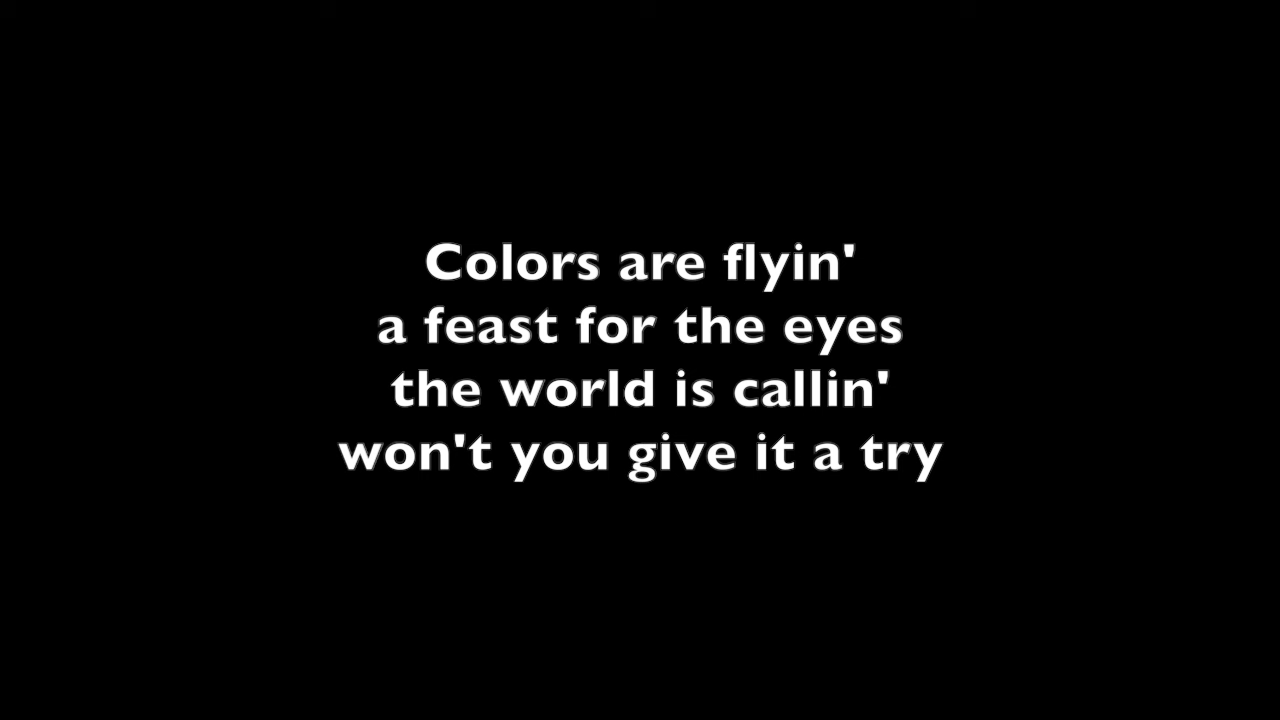 Colors are flyin'
a feast for the eyes
the world is callin'
won't you give it a try